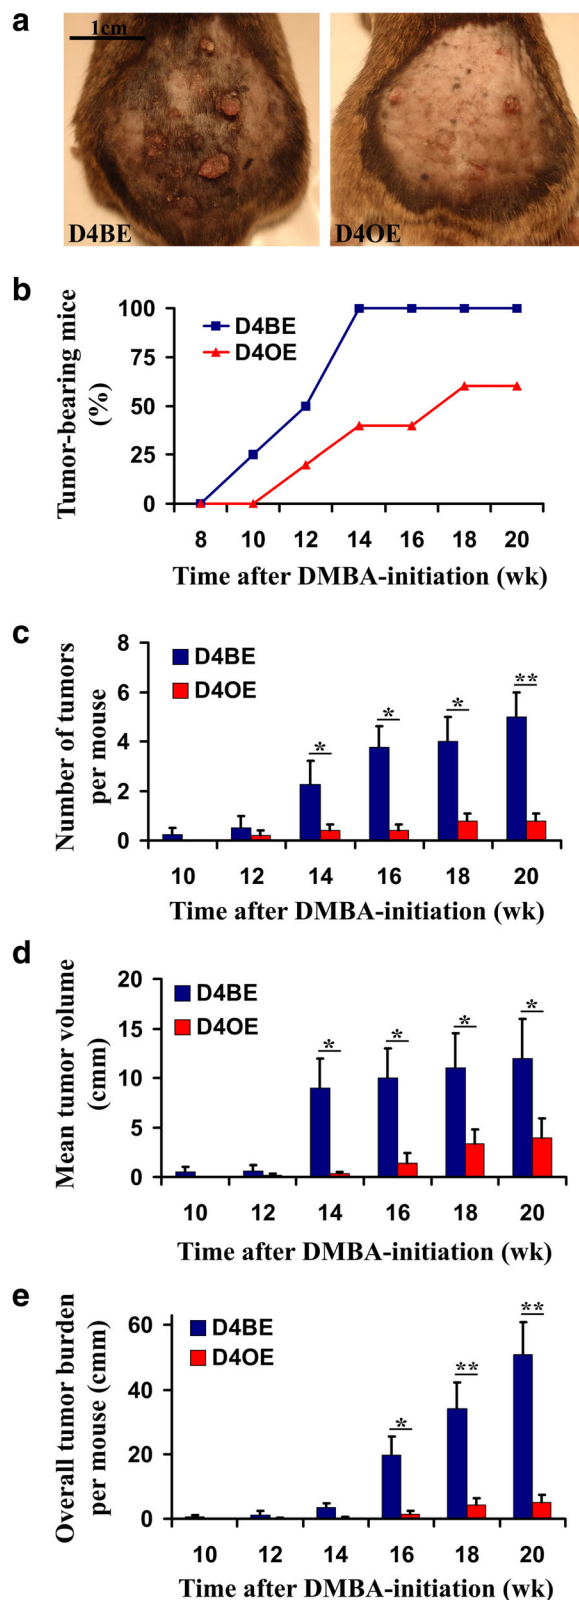 a
1cm
D4BE
D4OE
b
Tumor-bearing mice
(%)
100
75
50
25
0
D4BE
D4OE
8 10 12 14 16 18 20
Time after DMBA-initiation (wk)
c
Number of tumors
per mouse
8
6
4
2
0
D4BE
D4OE
* * * **
10 12 14 16 18 20
Time after DMBA-initiation (wk)
d
Mean tumor volume
(cmm)
20
15
10
5
0
D4BE
D4OE
* * * *
10 12 14 16 18 20
Time after DMBA-initiation (wk)
e
Overall tumor burden
per mouse (cmm)
60
40
20
0
D4BE
D4OE
* ** **
10 12 14 16 18 20
Time after DMBA-initiation (wk)